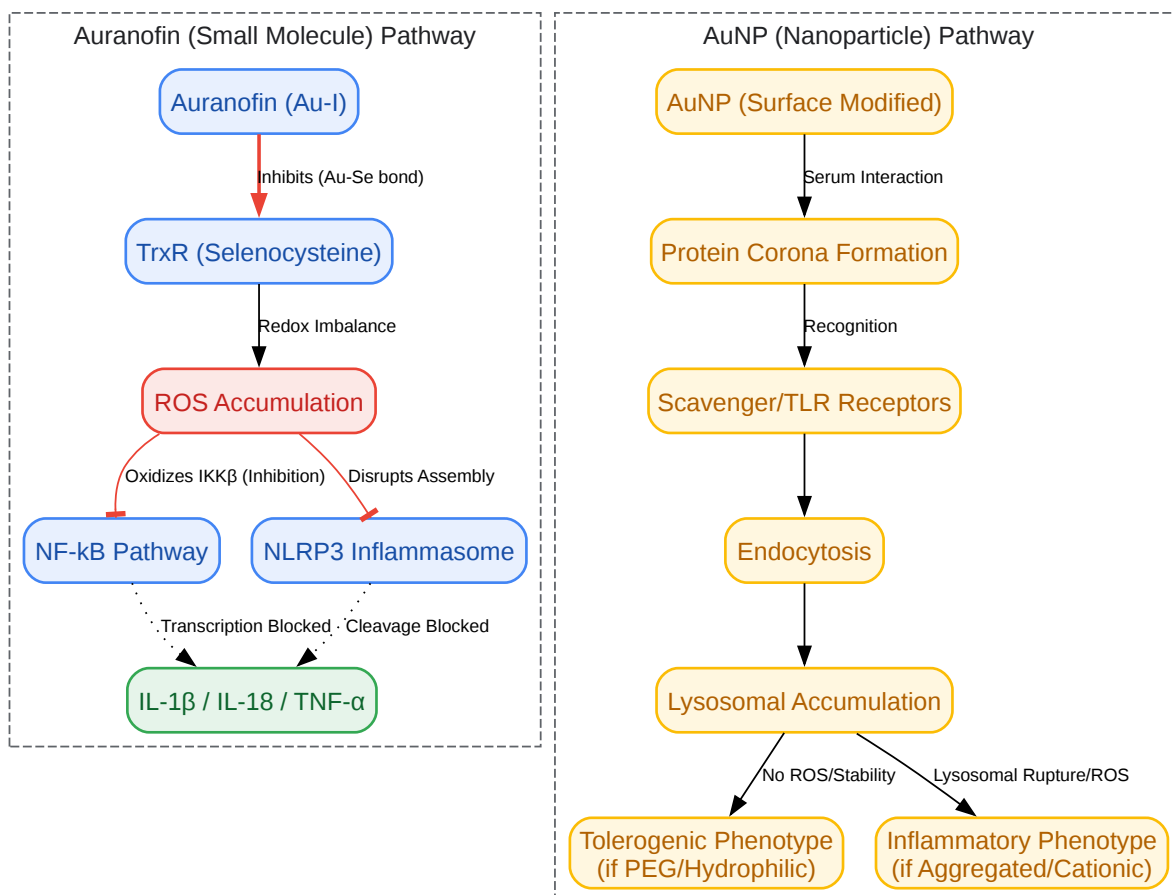 Auranofin (Small Molecule) Pathway
Auranofin (Au-I)
Inhibits (Au-Se bond)
TrxR (Selenocysteine)
Redox Imbalance
ROS Accumulation
Oxidizes IKKβ (Inhibition)
Disrupts Assembly
NF-kB Pathway
NLRP3 Inflammasome
Transcription Blocked
Cleavage Blocked
IL-1β / IL-18 / TNF-α
AuNP (Nanoparticle) Pathway
AuNP (Surface Modified)
Serum Interaction
Protein Corona Formation
Recognition
Scavenger/TLR Receptors
Endocytosis
Lysosomal Accumulation
No ROS/Stability
Lysosomal Rupture/ROS
Tolerogenic Phenotype
(if PEG/Hydrophilic)
Inflammatory Phenotype
(if Aggregated/Cationic)